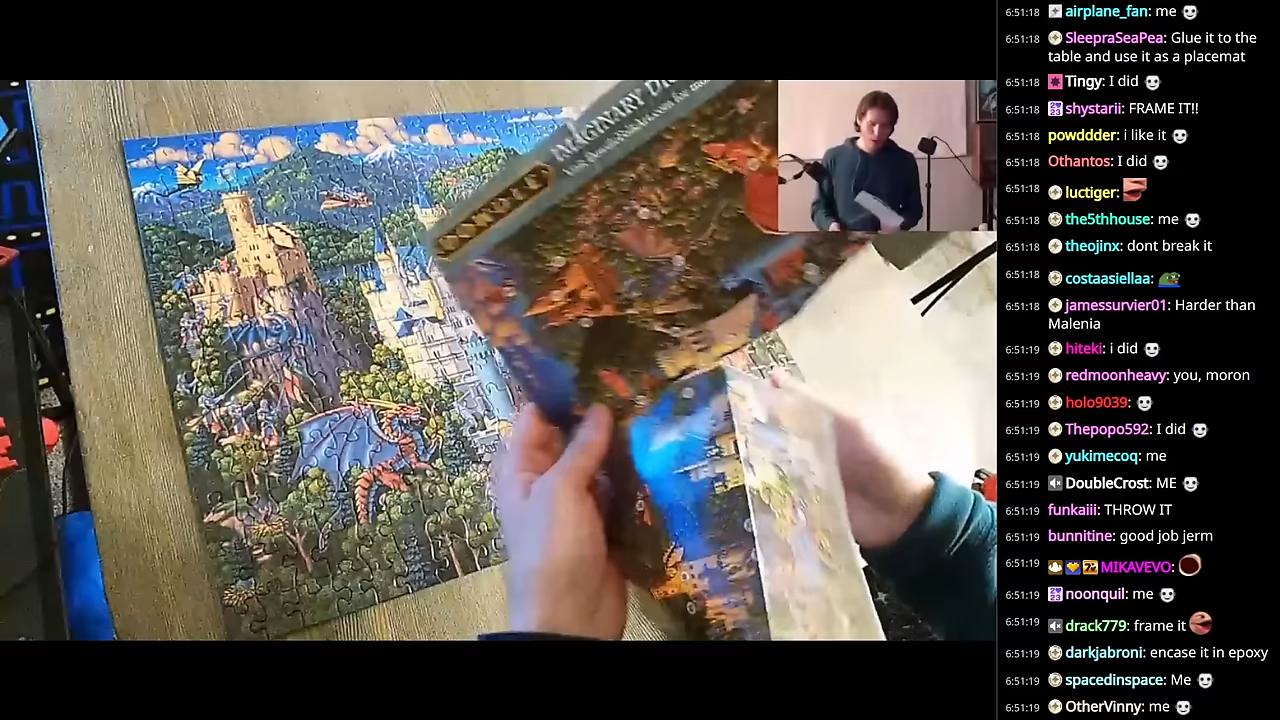 IMAGINARY
6:51:18 airplane_fan: me
6:51:18 SleepraSeaPea: Glue it to the
table and use it as a placemat
6:51:18 Tingy: I did
6:51:18 shystarii: FRAME IT!!
6:51:18 powddder: i like it
6:51:18 Othantos: I did
6:51:18 luctiger:
6:51:18 the5thhouse: me
6:51:18 theojinx: dont break it
6:51:18 costaasiellaa:
6:51:18 jamessurvier01: Harder than
Malenia
6:51:19 hiteki: i did
6:51:19 redmoonheavy: you, moron
6:51:19 holo9039:
6:51:19 Thepopo592: I did
6:51:19 yukimecoq: me
6:51:19 DoubleCrost: ME
6:51:19 funkaiii: THROW IT
6:51:19 bunnitine: good job jerm
6:51:19 MIKAVEVO:
6:51:19 noonquil: me
6:51:19 drack779: frame it
6:51:19 darkjabroni: encase it in epoxy
6:51:19 spacedinspace: Me
6:51:19 OtherVinny: me